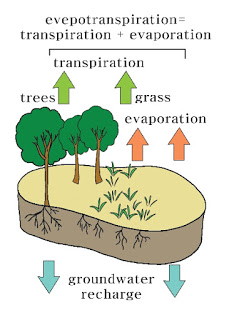 evepotranspiration=
transpiration + evaporation
transpiration
trees
grass
evaporation
groundwater
recharge